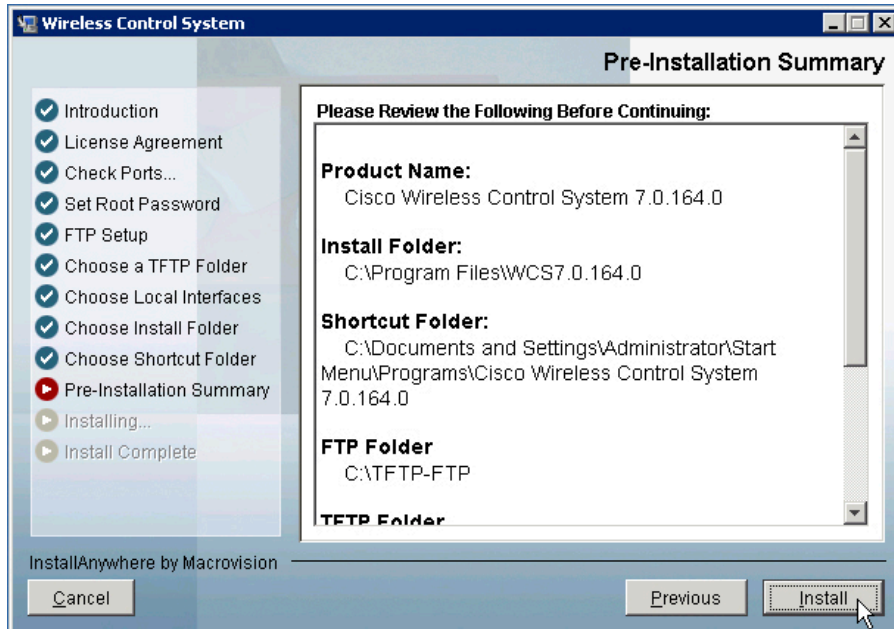 Wireless Control System
Pre-Installation Summary
Introduction
License Agreement
Check Ports...
Set Root Password
FTP Setup
Choose a TFTP Folder
Choose Local Interfaces
Choose Install Folder
Choose Shortcut Folder
Pre-Installation Summary
Installing...
Install Complete
Please Review the Following Before Continuing:
Product Name:
Cisco Wireless Control System 7.0.164.0
Install Folder:
C:\Program Files\WCS7.0.164.0
Shortcut Folder:
C:\Documents and Settings\Administrator\Start
Menu\Programs\Cisco Wireless Control System
7.0.164.0
FTP Folder
C:\TFTP-FTP
TFTP Folder
InstallAnywhere by Macrovision
Cancel
Previous
Install